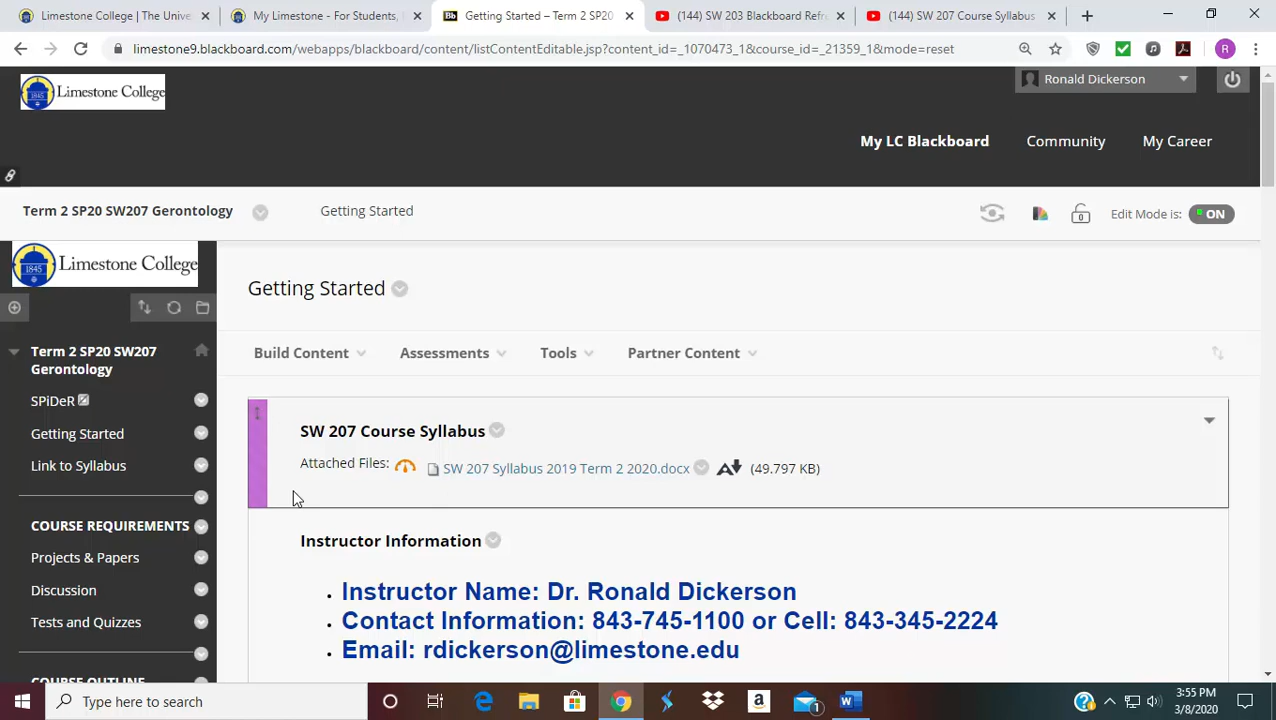 Limestone College | The Unive
My Limestone - For Students
Getting Started – Term 2 SP20
(144) SW 203 Blackboard Refr
(144) SW 207 Course Syllabus
limestone9.blackboard.com/webapps/blackboard/content/listContentEditable.jsp?content_id=_1070473_1&course_id=_21359_1&mode=reset
R
1845 Limestone College
Ronald Dickerson
My LC Blackboard Community My Career
Term 2 SP20 SW207 Gerontology
Getting Started
Edit Mode is: ON
1845 Limestone College
Getting Started
Build Content Assessments Tools Partner Content
Term 2 SP20 SW207
Gerontology
SPiDeR
Getting Started
Link to Syllabus
COURSE REQUIREMENTS
Projects & Papers
Discussion
Tests and Quizzes
COURSE OUTLINE
SW 207 Course Syllabus
Attached Files: SW 207 Syllabus 2019 Term 2 2020.docx (49.797 KB)
Instructor Information
• Instructor Name: Dr. Ronald Dickerson
• Contact Information: 843-745-1100 or Cell: 843-345-2224
• Email: rdickerson@limestone.edu
Type here to search
1
3:55 PM
3/8/2020